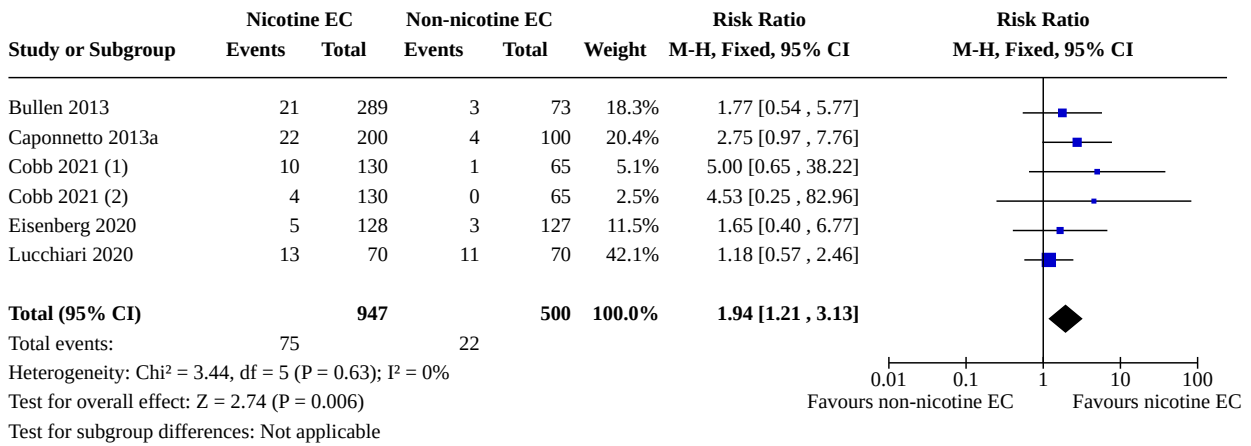 Nicotine EC Non-nicotine EC Risk Ratio Risk Ratio
Study or Subgroup Events Total Events Total Weight M-H, Fixed, 95% CI M-H, Fixed, 95% CI
Bullen 2013 21 289 3 73 18.3% 1.77 [0.54 , 5.77]
Caponnetto 2013a 22 200 4 100 20.4% 2.75 [0.97 , 7.76]
Cobb 2021 (1) 10 130 1 65 5.1% 5.00 [0.65 , 38.22]
Cobb 2021 (2) 4 130 0 65 2.5% 4.53 [0.25 , 82.96]
Eisenberg 2020 5 128 3 127 11.5% 1.65 [0.40 , 6.77]
Lucchiari 2020 13 70 11 70 42.1% 1.18 [0.57 , 2.46]
Total (95% CI) 947 500 100.0% 1.94 [1.21 , 3.13]
Total events: 75 22
Heterogeneity: Chi² = 3.44, df = 5 (P = 0.63); I² = 0%
0.01 0.1 1 10 100
Test for overall effect: Z = 2.74 (P = 0.006)
Favours non-nicotine EC Favours nicotine EC
Test for subgroup differences: Not applicable